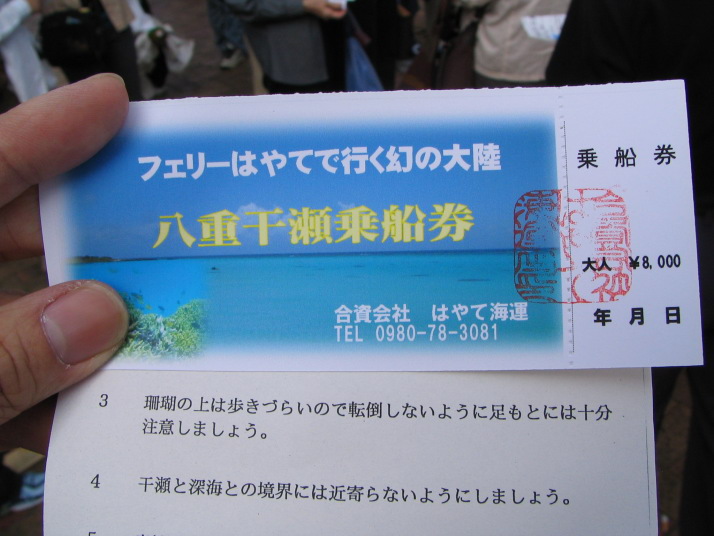 フェリーはやてで行く幻の大陸
八重干瀬乗船券
合資会社 はやて海運
TEL 0980-78-3081
乗船券
大人 ¥8,000
年 月 日
3 珊瑚の上は歩きづらいので転倒しないように足もとには十分
注意しましょう。
4 干瀬と深海との境界には近寄らないようにしましょう。